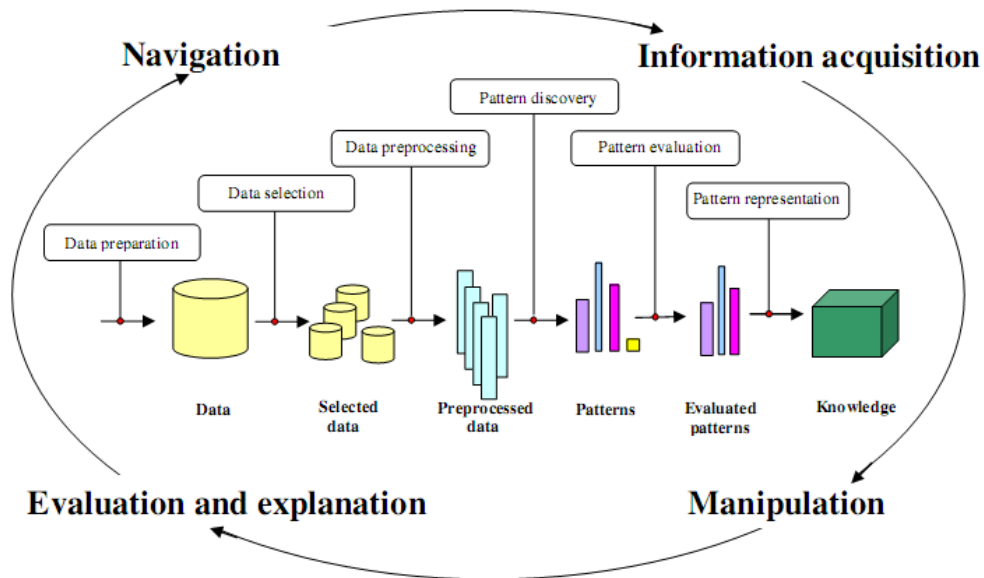 Navigation
Information acquisition
Pattern discovery
Data preprocessing
Pattern evaluation
Data selection
Pattern representation
Data preparation
Data
Selected
data
Preprocessed
data
Patterns
Evaluated
patterns
Knowledge
Evaluation and explanation
Manipulation